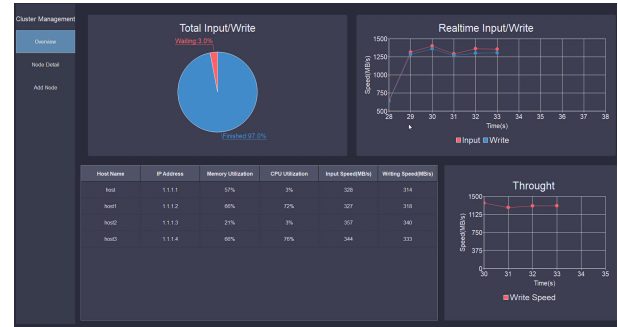 Cluster Management
Overview
Node Detail
Add Node
Total Input/Write
Waiting 3.0%
Finished 97.0%
Realtime Input/Write
Speed(MB/s)
1500
1250
1000
750
500
28 29 30 31 32 33 34 35 36 37 38
Time(s)
Input Write
Host Name IP Address Memory Utilization CPU Utilization Input Speed(MB/s) Writing Speed(MB/s)
host 1.1.1.1 57% 3% 328 314
host1 1.1.1.2 66% 72% 327 318
host2 1.1.1.3 21% 3% 357 340
host3 1.1.1.4 66% 76% 344 333
Throught
Speed(MB/s)
1500
1125
750
375
0
30 31 32 33 34 35
Time(s)
Write Speed